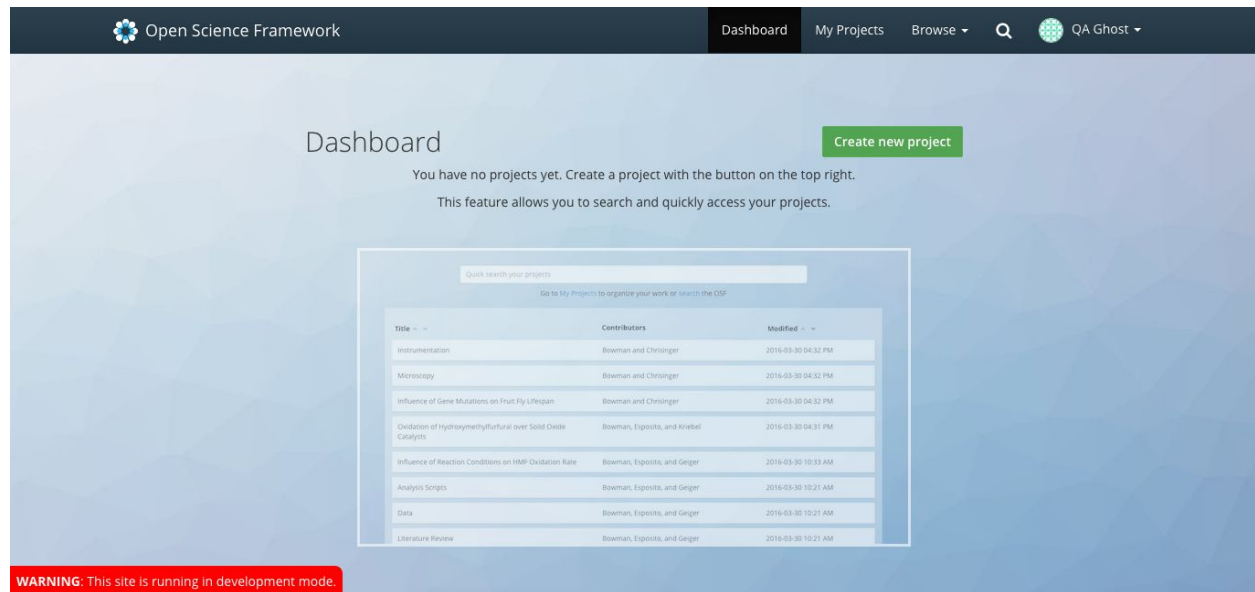 Open Science Framework Dashboard My Projects Browse QA Ghost
Dashboard Create new project
You have no projects yet. Create a project with the button on the top right.
This feature allows you to search and quickly access your projects.
Quick search your projects
Go to My Projects to organize your work or search the OSF
Title Contributors Modified
Instrumentation Bowman and Chrisinger 2016-03-30 04:32 PM
Microscopy Bowman and Chrisinger 2016-03-30 04:32 PM
Influence of Gene Mutations on Fruit Fly Lifespan Bowman and Chrisinger 2016-03-30 04:32 PM
Oxidation of Hydroxymethylfurfural over Solid Oxide Bowman, Esposito, and Kriebel 2016-03-30 04:31 PM
Catalysts
Influence of Reaction Conditions on HMF Oxidation Rate Bowman, Esposito, and Geiger 2016-03-30 10:33 AM
Analysis Scripts Bowman, Esposito, and Geiger 2016-03-30 10:21 AM
Data Bowman, Esposito, and Geiger 2016-03-30 10:21 AM
Literature Review Bowman, Esposito, and Geiger 2016-03-30 10:21 AM
WARNING: This site is running in development mode.